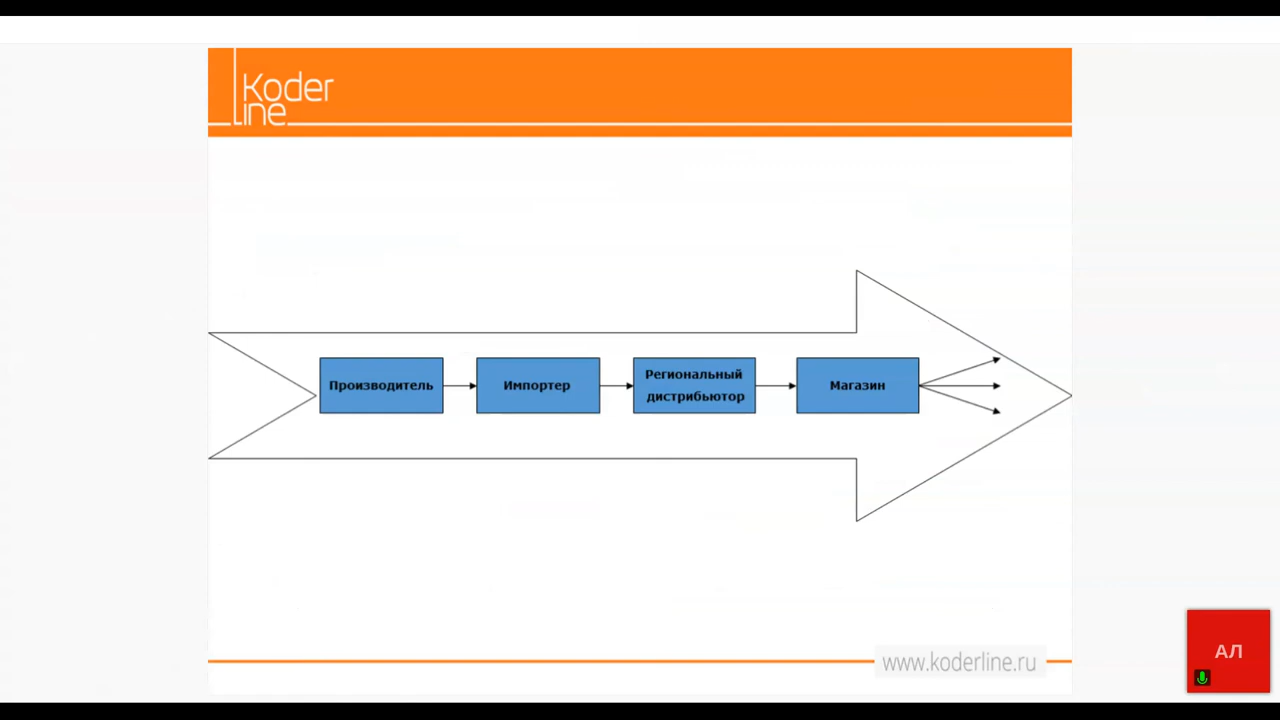 Koder
line
Производитель
Импортер
Региональный
дистрибьютор
Магазин
www.koderline.ru
АЛ